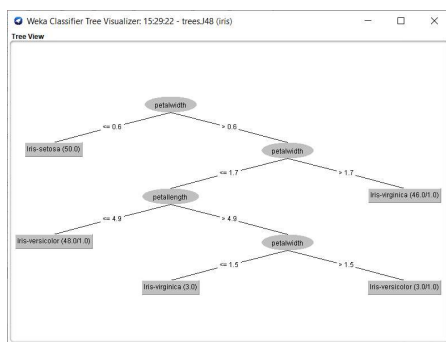 Weka Classifier Tree Visualizer: 15:29:22 - trees.J48 (iris)
Tree View
petalwidth
<= 0.6 > 0.6
Iris-setosa (50.0) petalwidth
<= 1.7 > 1.7
petallength Iris-virginica (46.0/1.0)
<= 4.9 > 4.9
Iris-versicolor (48.0/1.0) petalwidth
<= 1.5 > 1.5
Iris-virginica (3.0) Iris-versicolor (3.0/1.0)